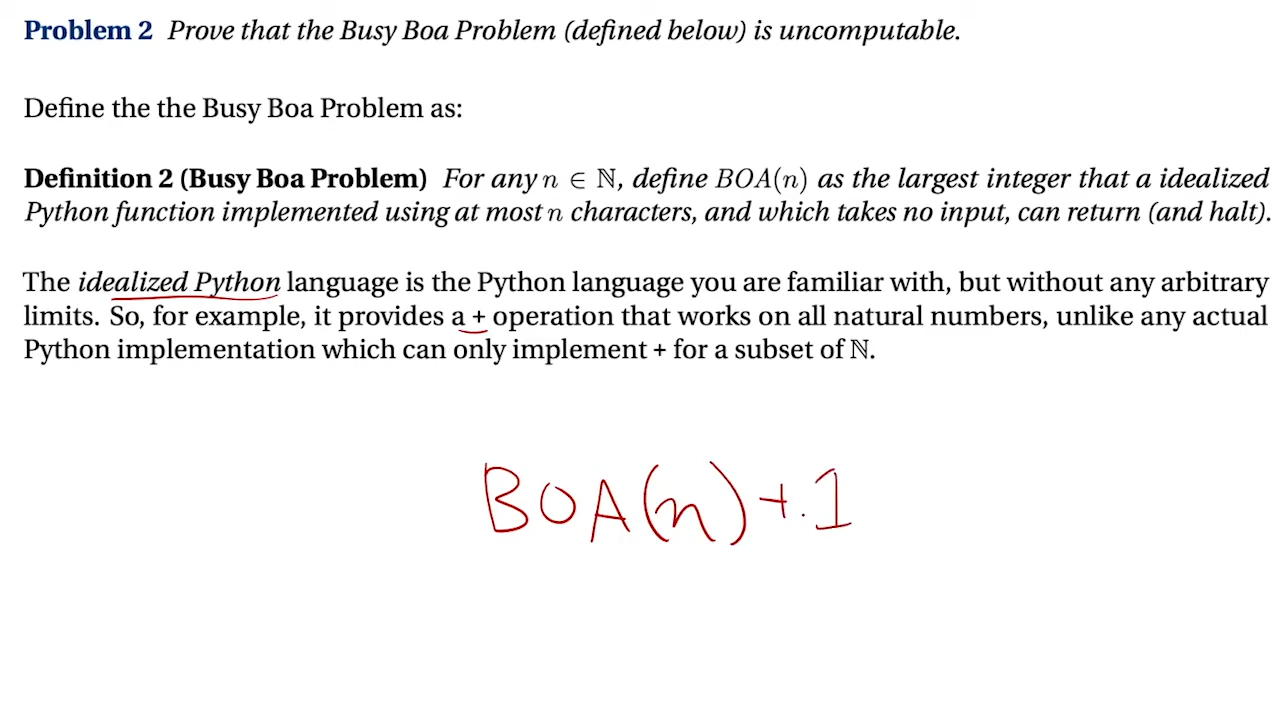 Problem 2 Prove that the Busy Boa Problem (defined below) is uncomputable.
Define the the Busy Boa Problem as:
Definition 2 (Busy Boa Problem) For any n ∈ ℕ, define BOA(n) as the largest integer that a idealized
Python function implemented using at most n characters, and which takes no input, can return (and halt).
The idealized Python language is the Python language you are familiar with, but without any arbitrary
limits. So, for example, it provides a + operation that works on all natural numbers, unlike any actual
Python implementation which can only implement + for a subset of ℕ.
BOA(n)+1